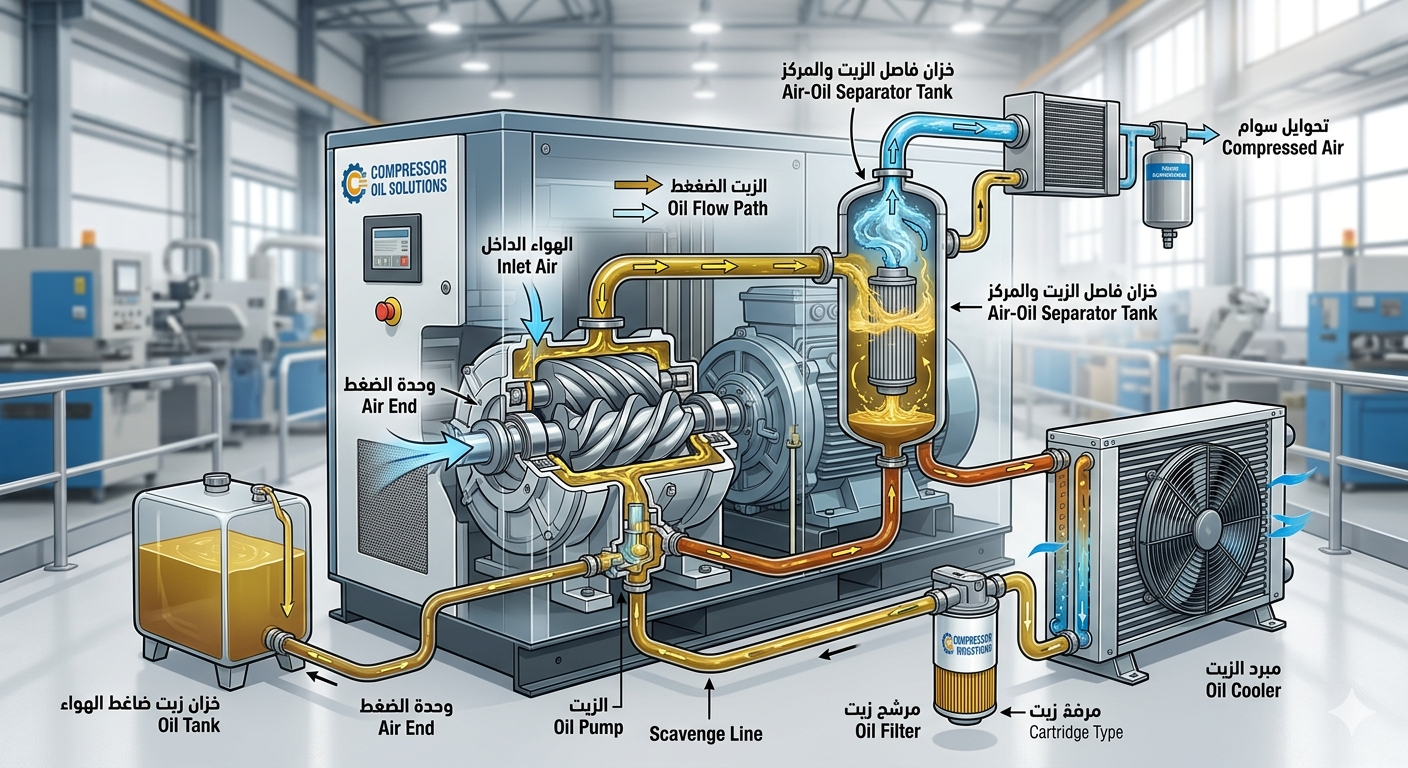 خزان فاصل الزيت والمركز
Air-Oil Separator Tank
تحوايل سوام
Compressed Air
COMPRESSOR
OIL SOLUTIONS
الزيت الضغغط
Oil Flow Path
الهواء الداخل
Inlet Air
خزان فاصل الزيت والمركز
Air-Oil Separator Tank
وحدة الضغط
Air End
COMPRESSOR
خزان زيت ضاغط الهواء
Oil Tank
وحدة الضغط
Air End
الزيت
Oil Pump
Scavenge Line
مرشح زيت
Oil Filter
مرفق زيت
Cartridge Type
مبرد الزيت
Oil Cooler